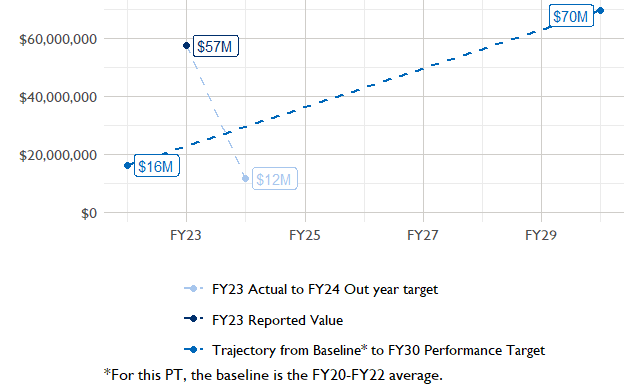 $70M
$60,000,000
$57M
$40,000,000
$20,000,000
$16M
$12M
$0
FY23 FY25 FY27 FY29
FY23 Actual to FY24 Out year target
FY23 Reported Value
Trajectory from Baseline* to FY30 Performance Target
*For this PT, the baseline is the FY20-FY22 average.